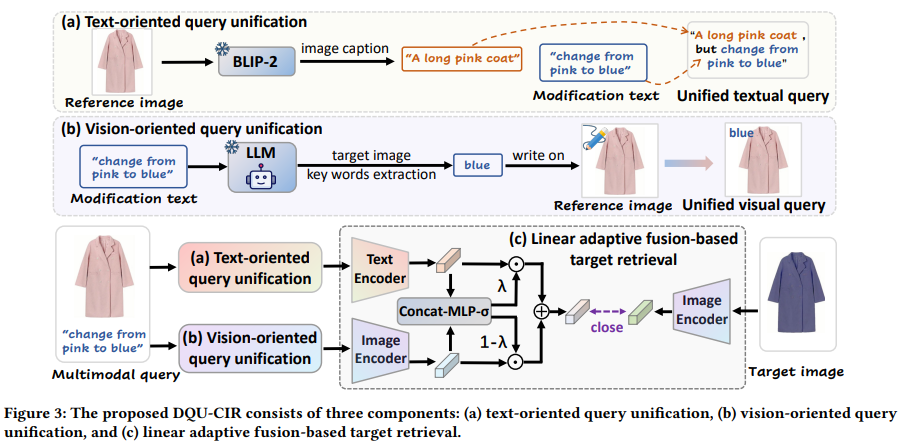 (a) Text-oriented query unification
BLIP-2
image caption
"A long pink coat"
"change from
pink to blue"
"A long pink coat ,
but change from
pink to blue"
Reference image
Modification text
Unified textual query
(b) Vision-oriented query unification
"change from
pink to blue"
LLM
target image
key words extraction
blue
write on
blue
Modification text
Reference image
Unified visual query
"change from
pink to blue"
Multimodal query
(a) Text-oriented
query unification
(b) Vision-oriented
query unification
(c) Linear adaptive fusion-based
target retrieval
Text
Encoder
Concat-MLP-σ
λ
1-λ
Image
Encoder
close
Image
Encoder
Target image
Figure 3: The proposed DQU-CIR consists of three components: (a) text-oriented query unification, (b) vision-oriented query
unification, and (c) linear adaptive fusion-based target retrieval.